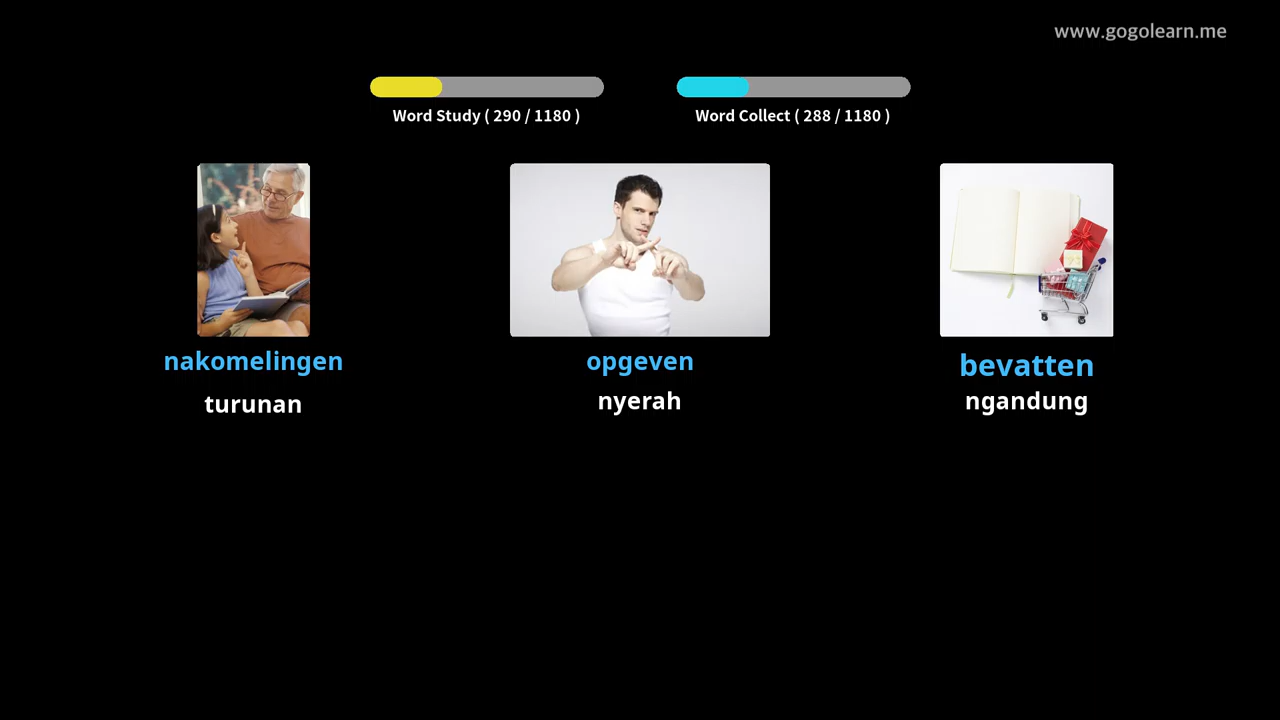 www.gogolearn.me
Word Study ( 290 / 1180 )
Word Collect ( 288 / 1180 )
nakomelingen
opgeven
bevatten
turunan
nyerah
ngandung